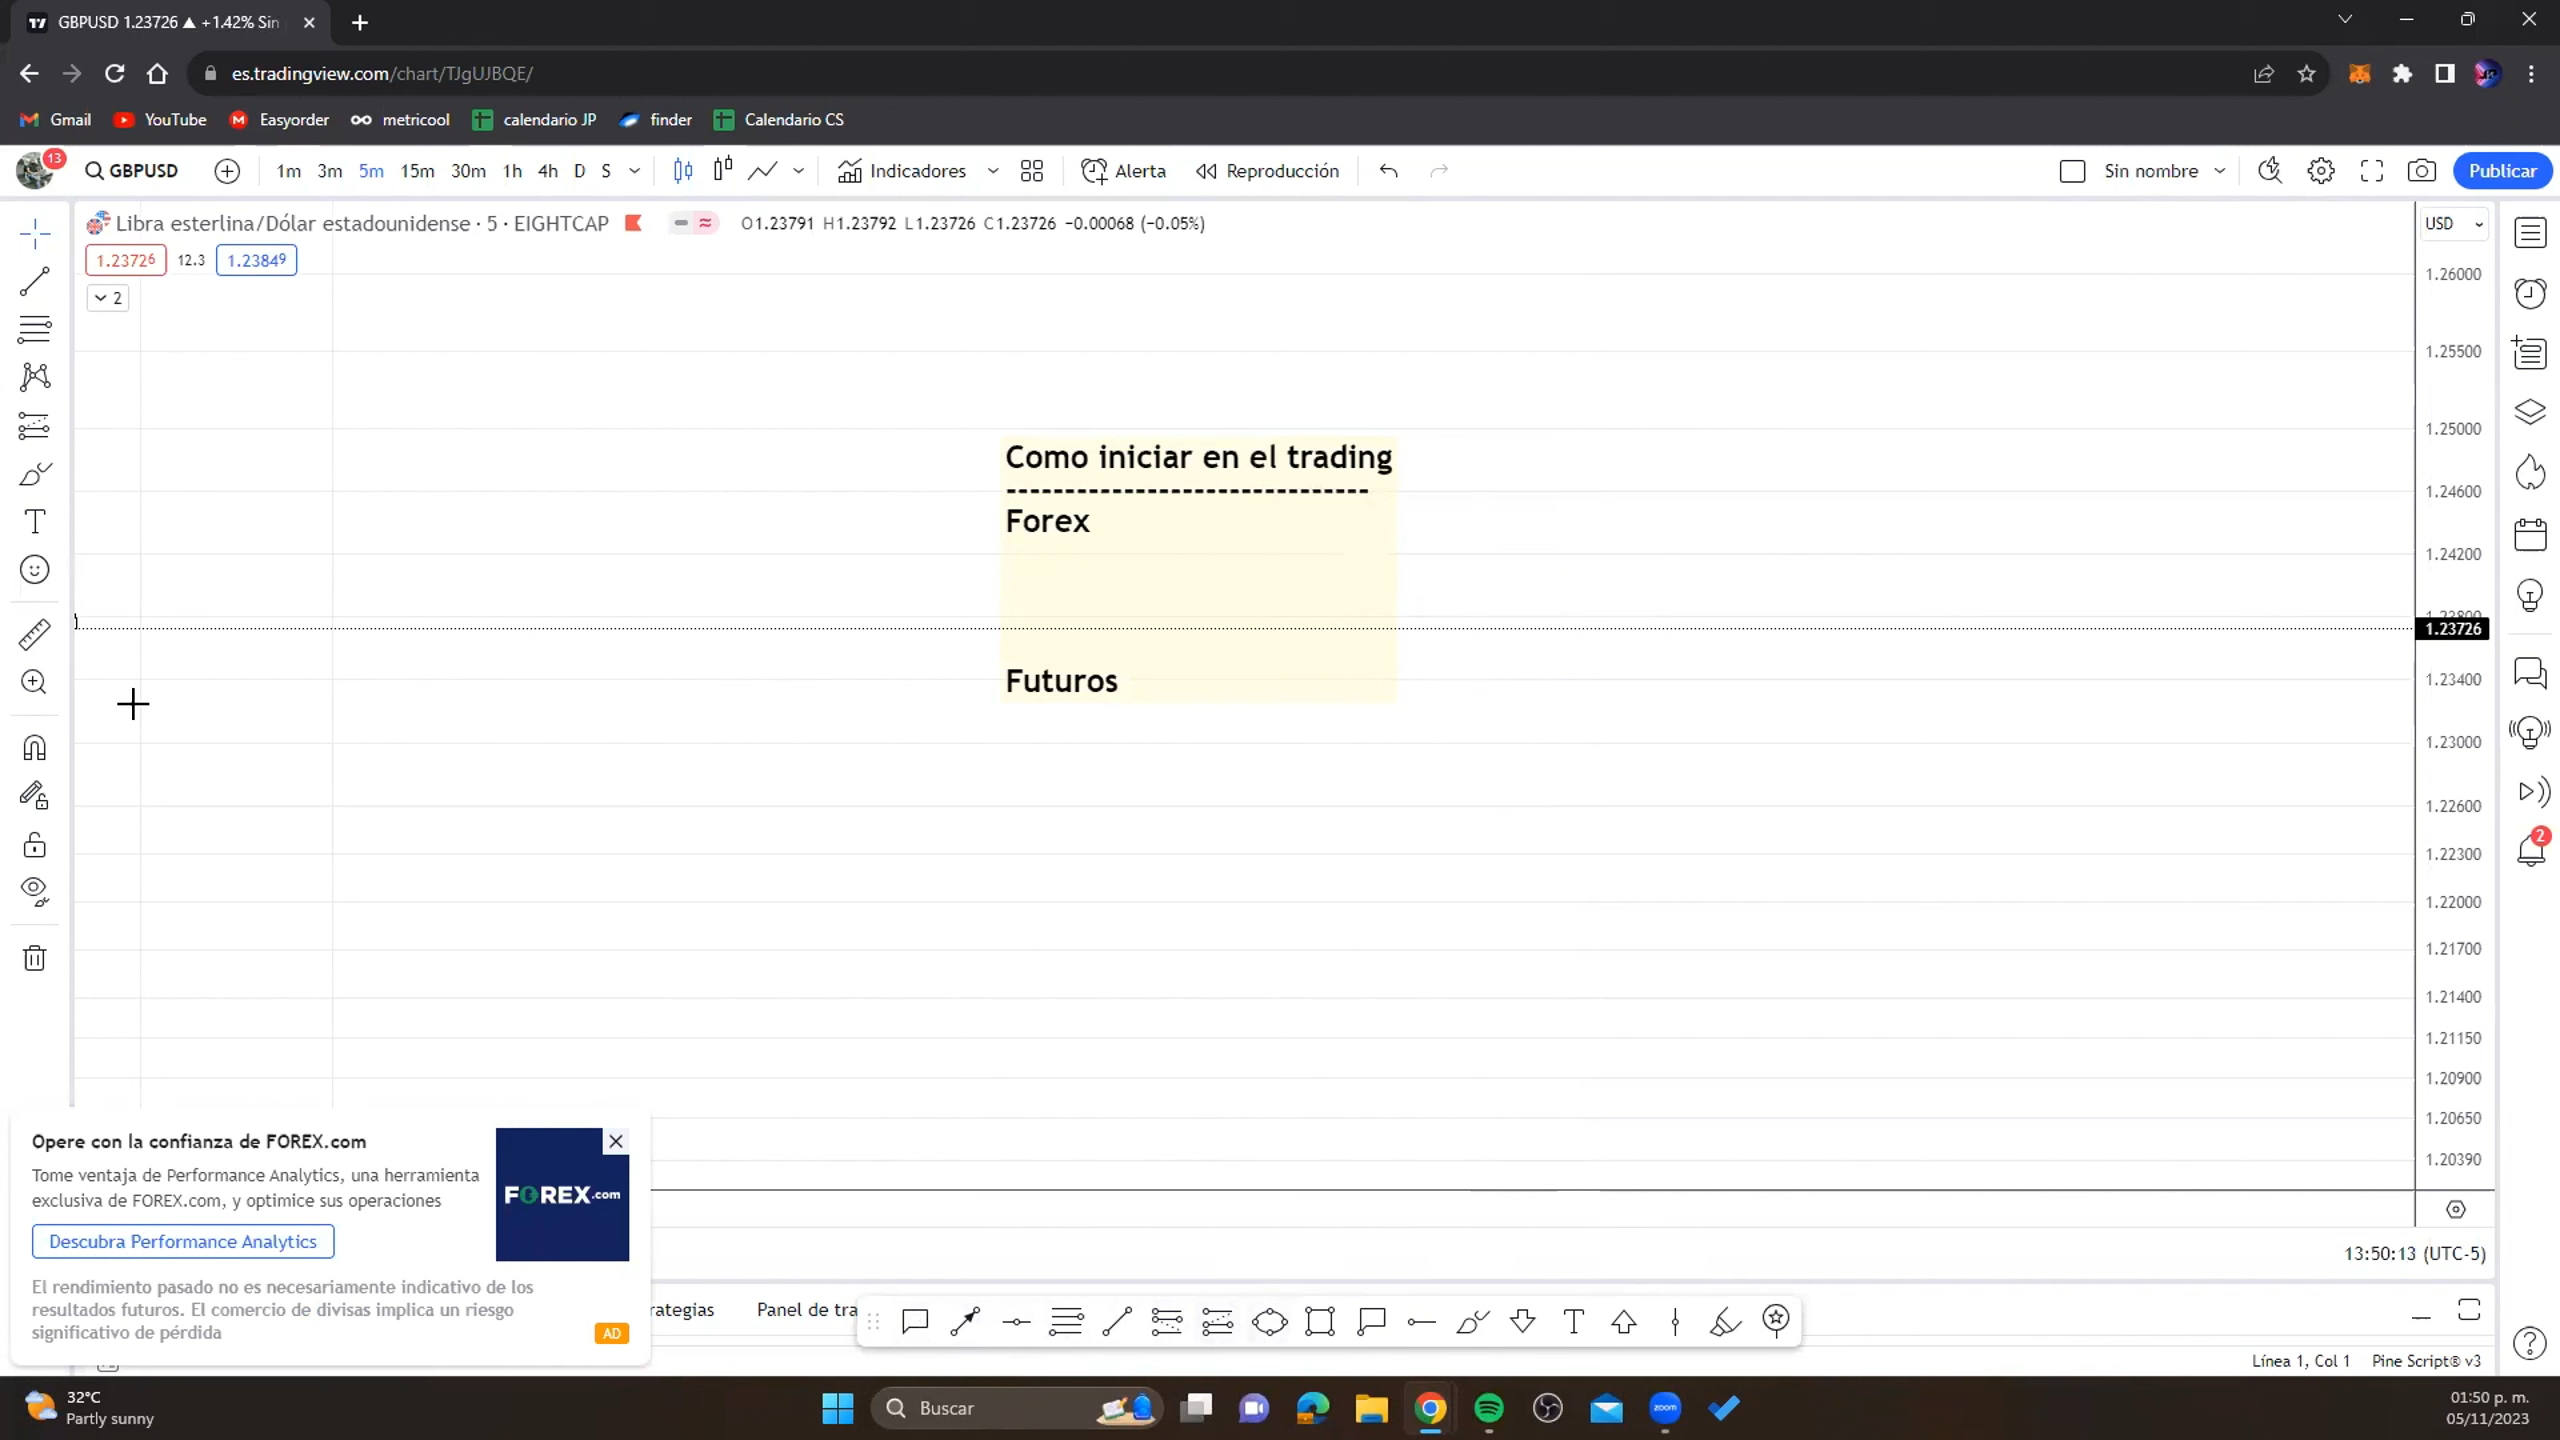 GBPUSD 1.23726 ▲ +1.42% Sin
es.tradingview.com/chart/TJgUJBQE/
Gmail YouTube Easyorder metricool calendario JP finder Calendario CS
13
GBPUSD 1m 3m 5m 15m 30m 1h 4h D S Indicadores Alerta Reproducción Sin nombre Publicar
Libra esterlina/Dólar estadounidense · 5 · EIGHTCAP O1.23791 H1.23792 L1.23726 C1.23726 −0.00068 (−0.05%) USD
1.23726 12.3 1.23849
2
1.26000
1.25500
1.25000
Como iniciar en el trading
------------------------------
1.24600
Forex
1.24200
1.23800
1.23726
Futuros
1.23400
1.23000
1.22600
1.22300
2
1.22000
1.21700
1.21400
1.21150
1.20900
1.20650
1.20390
Opere con la confianza de FOREX.com
Tome ventaja de Performance Analytics, una herramienta
exclusiva de FOREX.com, y optimice sus operaciones
FOREX.com
Descubra Performance Analytics
El rendimiento pasado no es necesariamente indicativo de los
resultados futuros. El comercio de divisas implica un riesgo
significativo de pérdida
AD
13:50:13 (UTC-5)
rategias Panel de tra
Línea 1, Col 1 Pine Script® v3
32°C
Partly sunny
Buscar
zoom
01:50 p. m.
05/11/2023